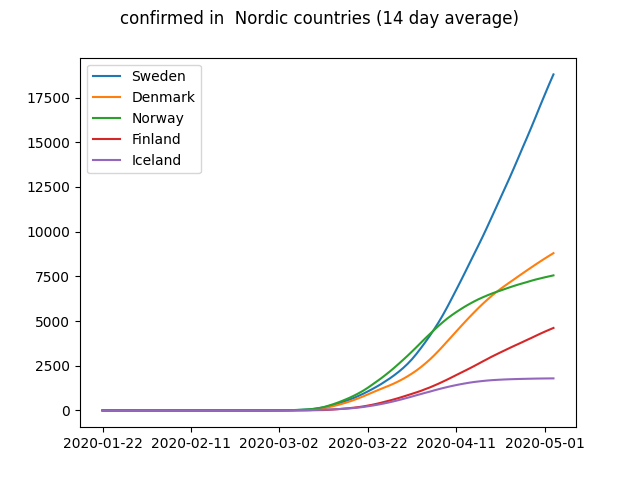 confirmed in  Nordic countries (14 day average)
Sweden
Denmark
Norway
Finland
Iceland
17500
15000
12500
10000
7500
5000
2500
0
2020-01-22 2020-02-11 2020-03-02 2020-03-22 2020-04-11 2020-05-01